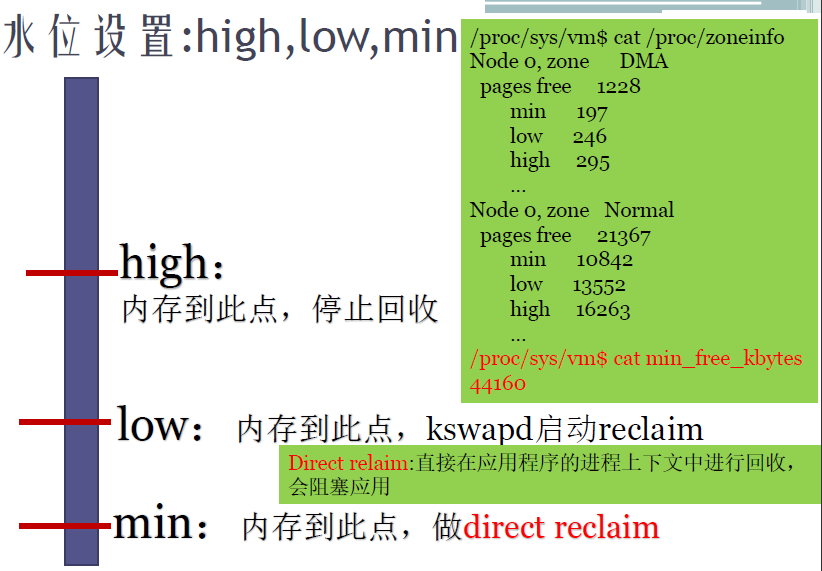 水位设置:high,low,min
/proc/sys/vm$ cat /proc/zoneinfo
Node 0, zone DMA
pages free 1228
min 197
low 246
high 295
...
Node 0, zone Normal
pages free 21367
min 10842
low 13552
high 16263
...
/proc/sys/vm$ cat min_free_kbytes
44160
high：
内存到此点，停止回收
low： 内存到此点，kswapd启动reclaim
Direct relaim:直接在应用程序的进程上下文中进行回收，
会阻塞应用
min： 内存到此点，做direct reclaim